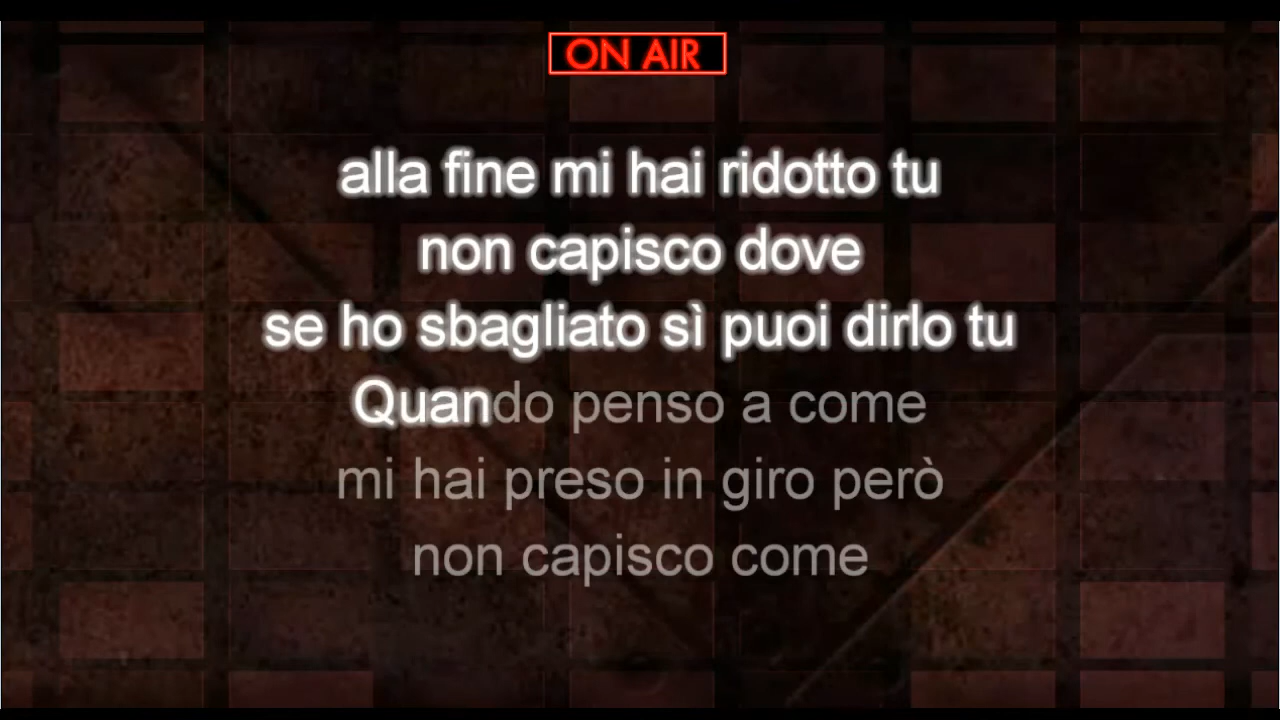 ON AIR
alla fine mi hai ridotto tu
non capisco dove
se ho sbagliato sì puoi dirlo tu
Quando penso a come
mi hai preso in giro però
non capisco come